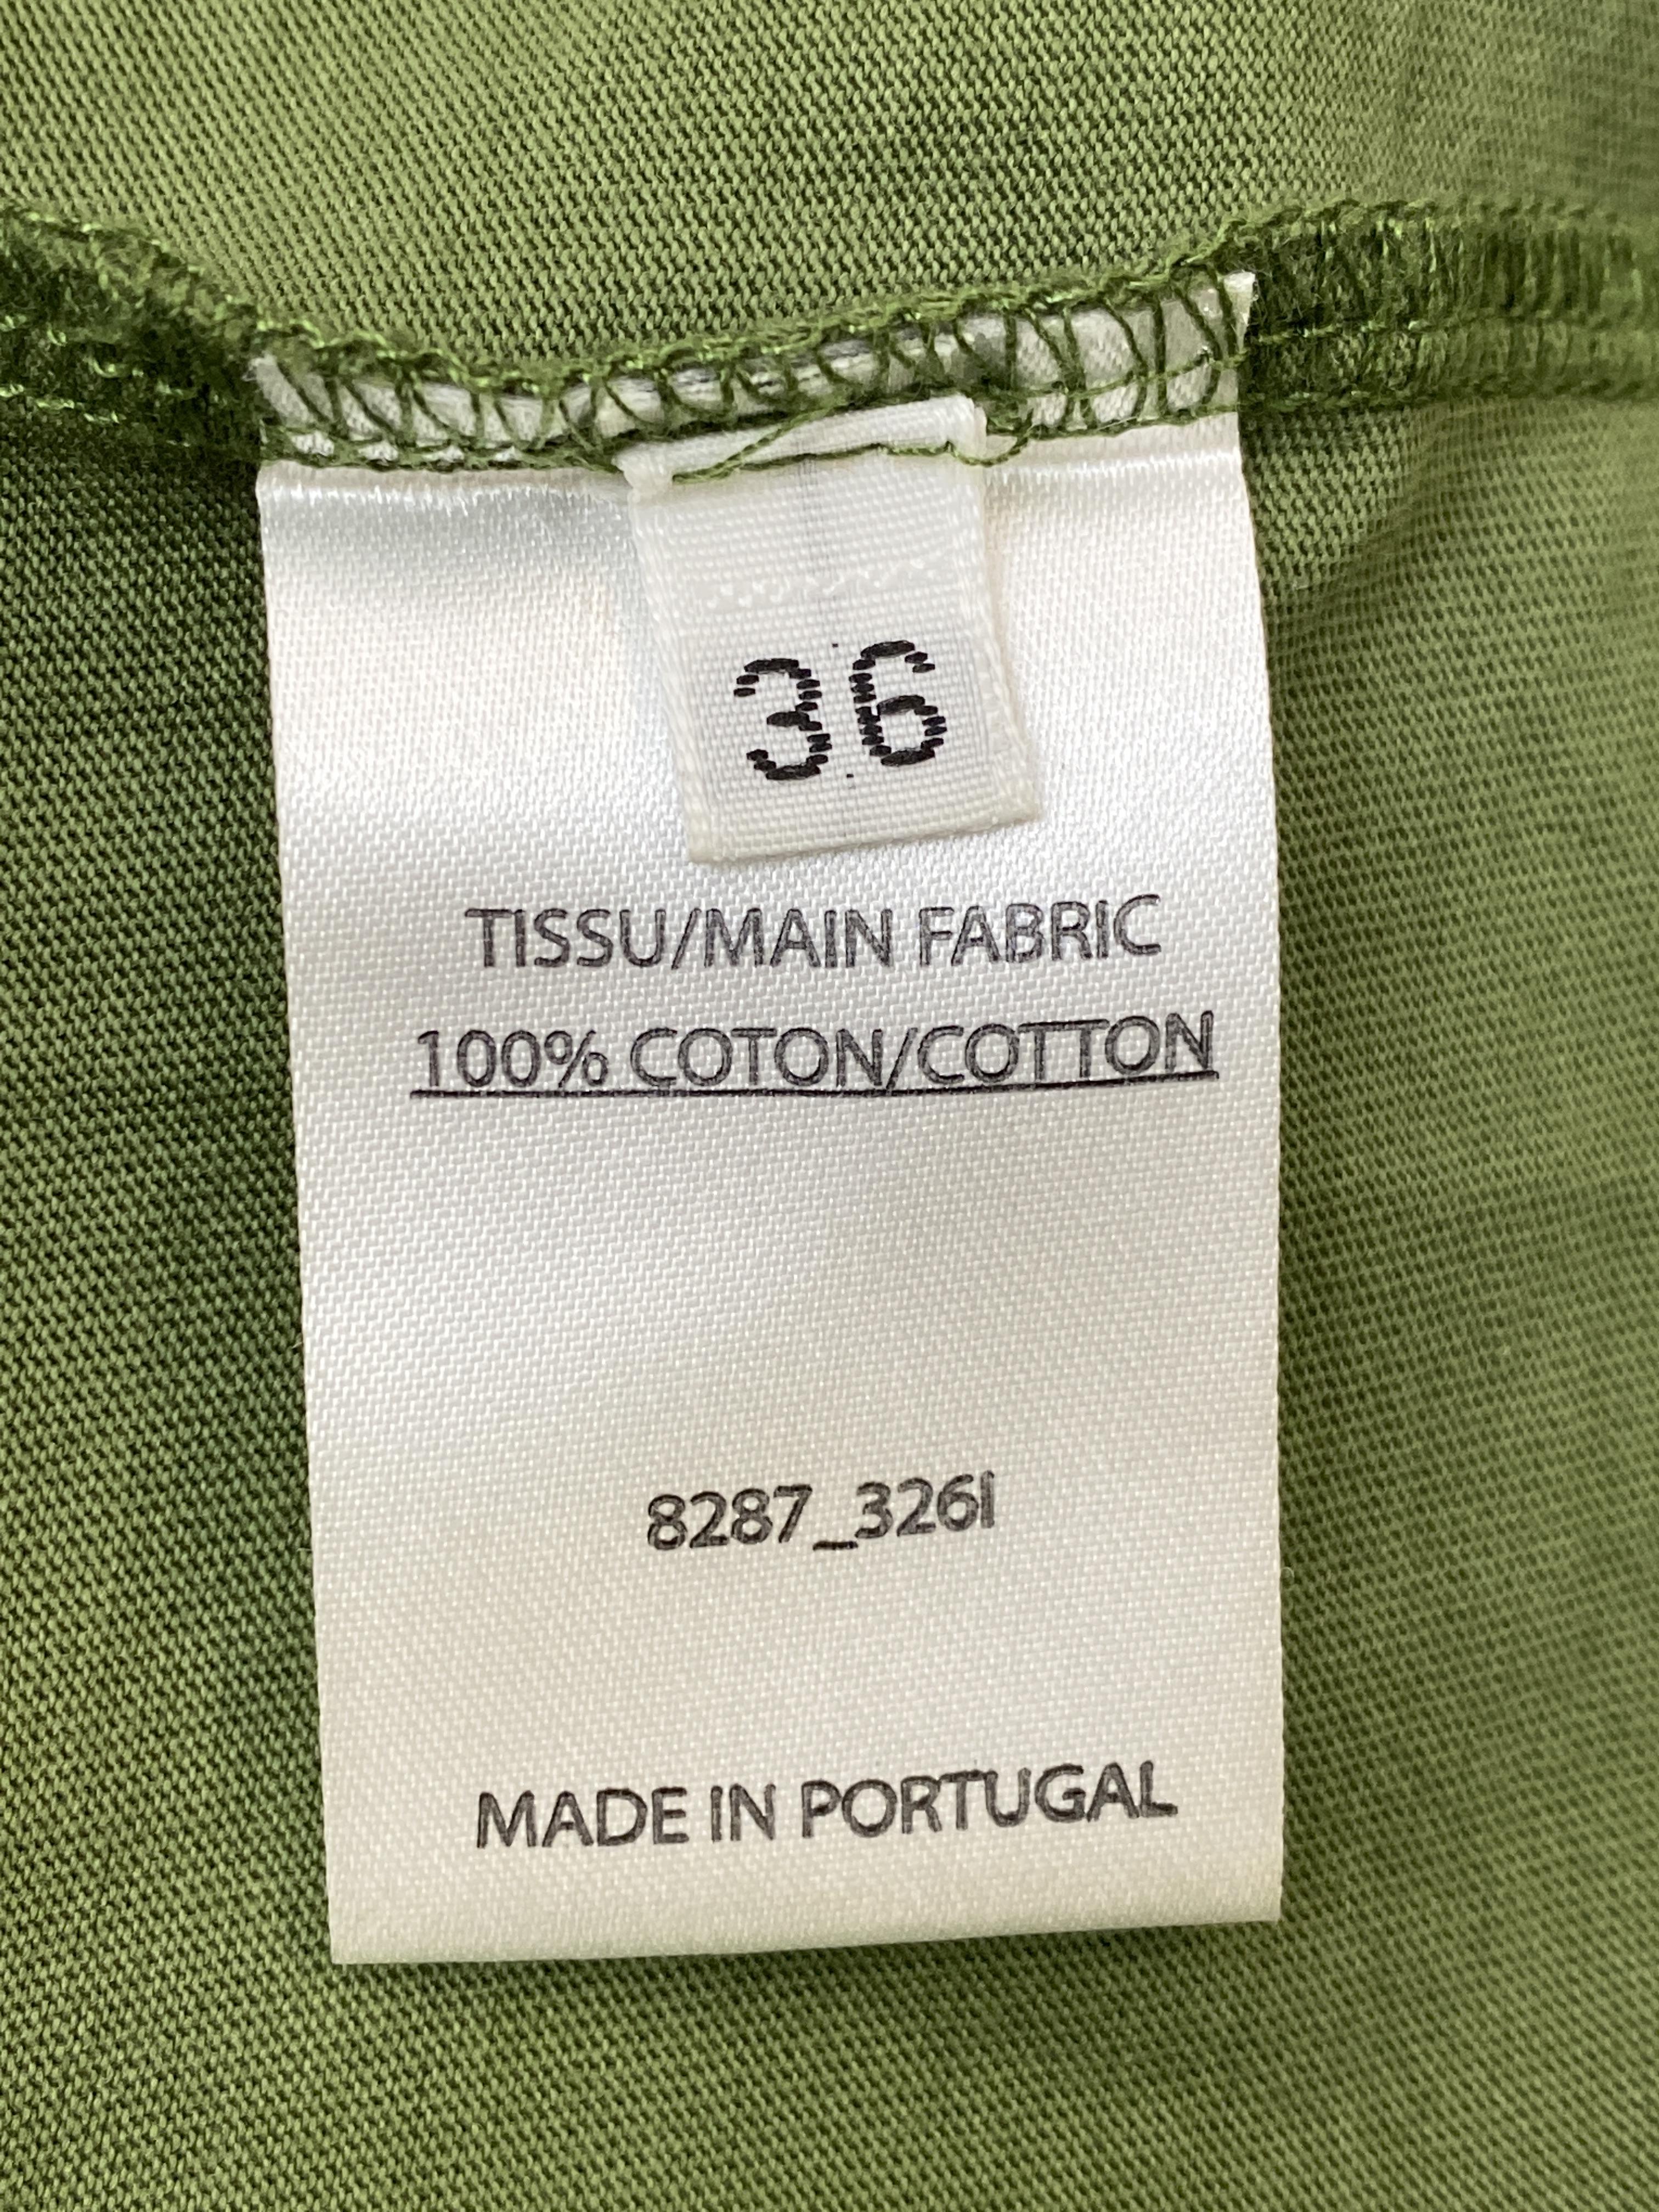 36
TISSU/MAIN FABRIC
100% COTON/COTTON
8287_326I
MADE IN PORTUGAL